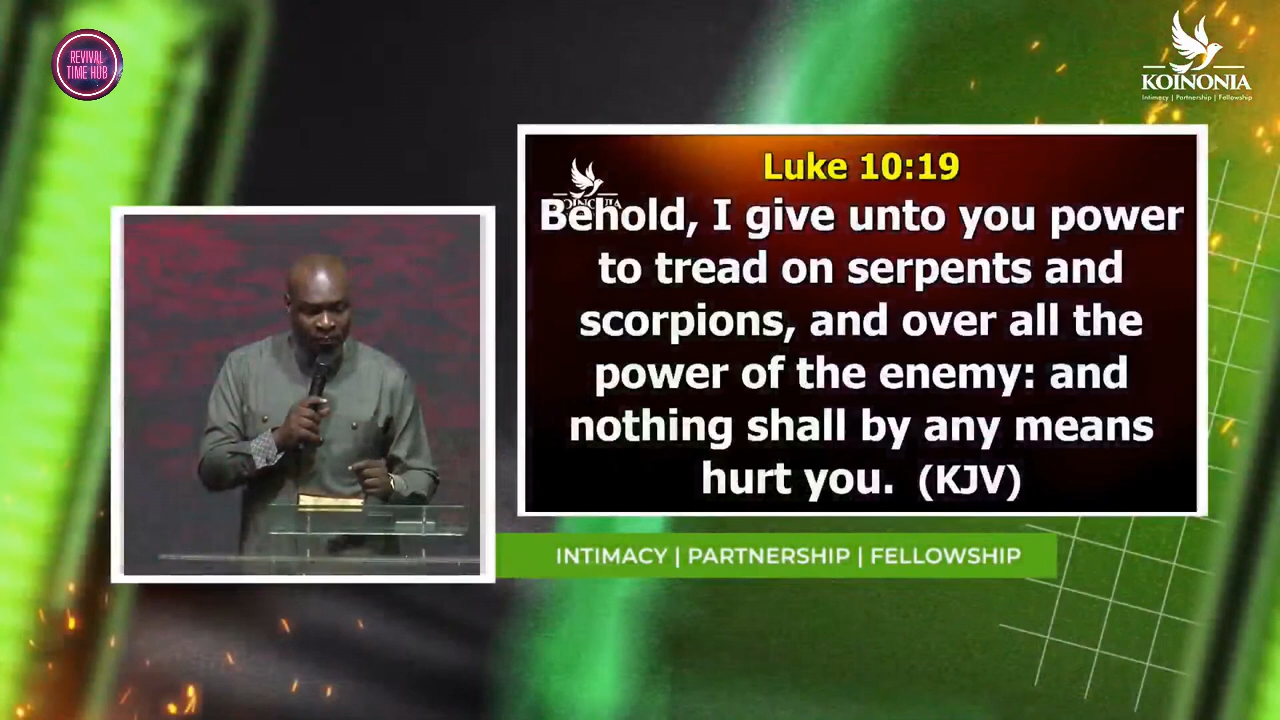 REVIVAL
TIME HUB
KOINONIA
Intimacy | Partnership | Fellowship
Luke 10:19
Behold, I give unto you power
to tread on serpents and
scorpions, and over all the
power of the enemy: and
nothing shall by any means
hurt you. (KJV)
INTIMACY | PARTNERSHIP | FELLOWSHIP